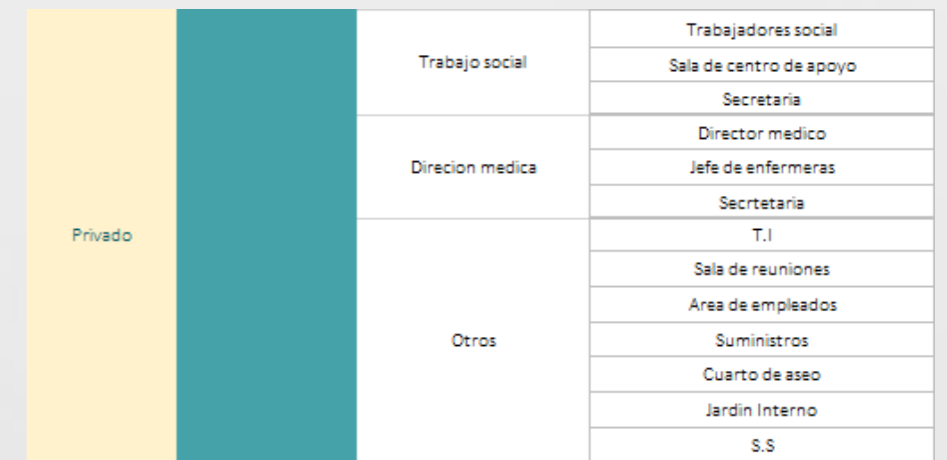 Privado
Trabajo social
Trabajadores social
Sala de centro de apoyo
Secretaria
Direcion medica
Director medico
Jefe de enfermeras
Secrtetaria
Otros
T.I
Sala de reuniones
Area de empleados
Suministros
Cuarto de aseo
Jardin Interno
S.S